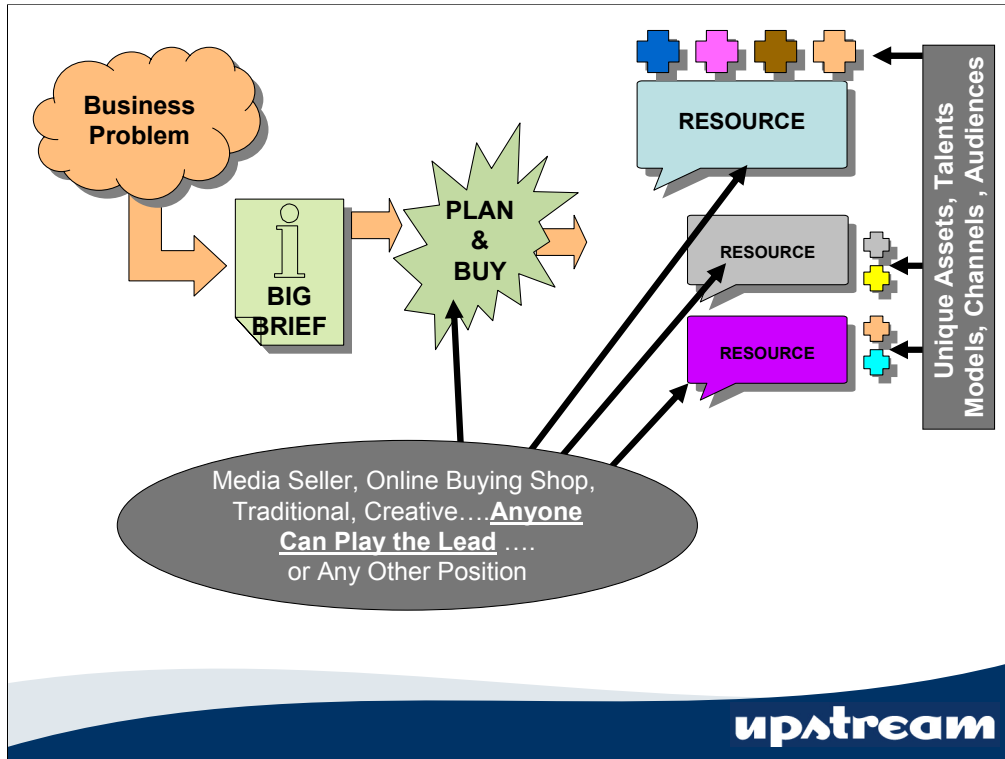 Business
Problem
i
BIG
BRIEF
PLAN
&
BUY
RESOURCE
RESOURCE
RESOURCE
Unique Assets, Talents
Models, Channels , Audiences
Media Seller, Online Buying Shop,
Traditional, Creative….Anyone
Can Play the Lead ….
or Any Other Position
upstream